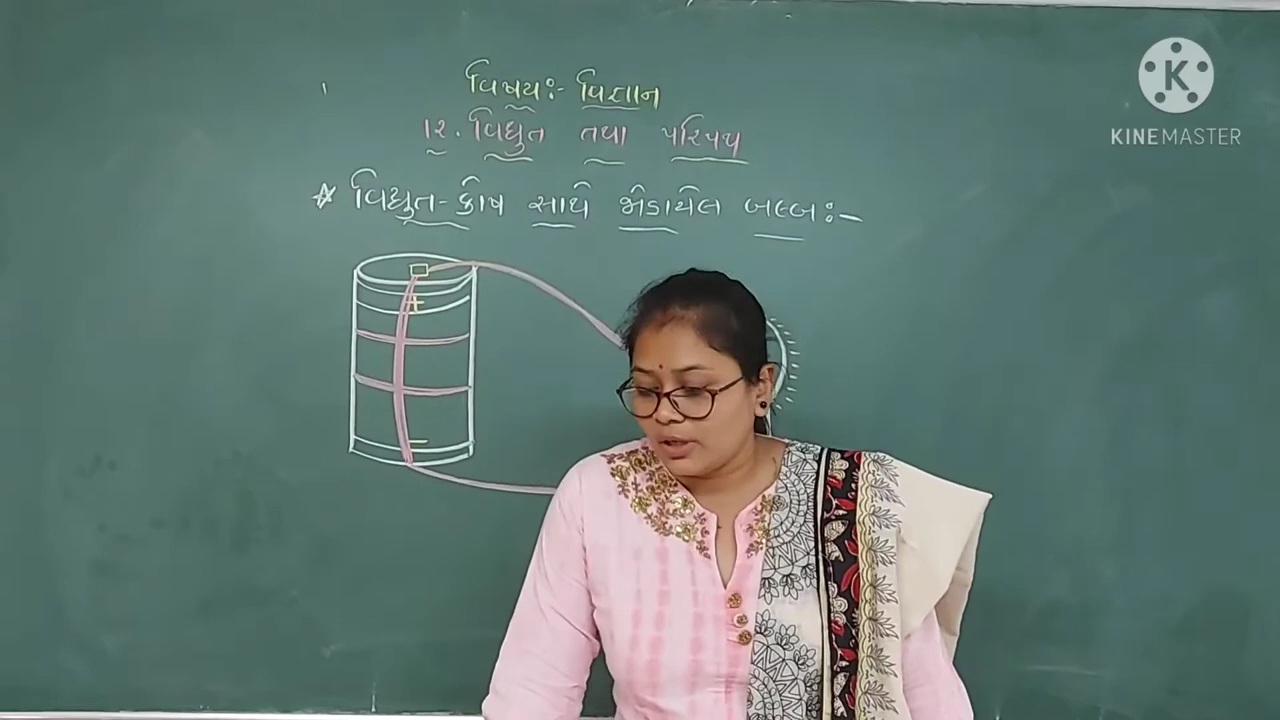 વિષય:- વિજ્ઞાન
૧૨. વિદ્યુત તથા પરિપથ
☆ વિદ્યુત-કોષ સાથે જોડાયેલ બલ્બ:-
+
−
K
KINEMASTER